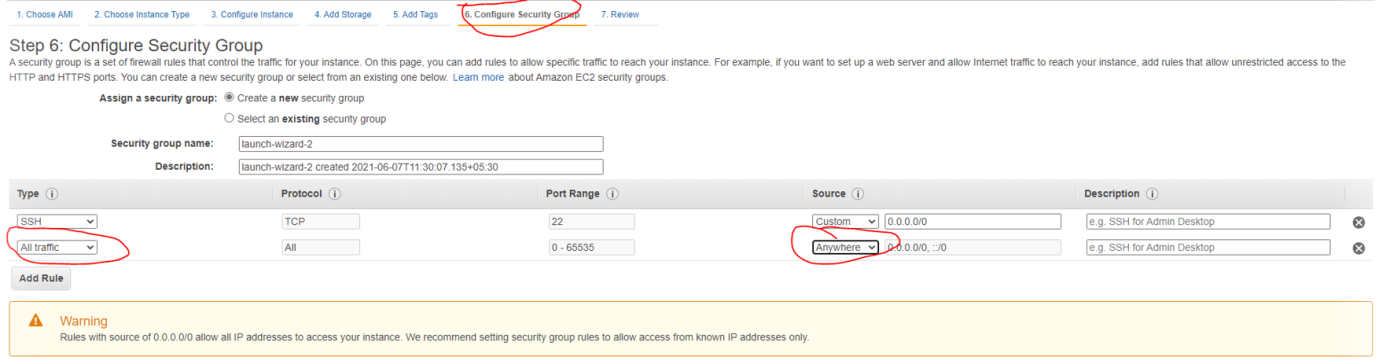 1. Choose AMI 2. Choose Instance Type 3. Configure Instance 4. Add Storage 5. Add Tags 6. Configure Security Group 7. Review
Step 6: Configure Security Group
A security group is a set of firewall rules that control the traffic for your instance. On this page, you can add rules to allow specific traffic to reach your instance. For example, if you want to set up a web server and allow Internet traffic to reach your instance, add rules that allow unrestricted access to the
HTTP and HTTPS ports. You can create a new security group or select from an existing one below. Learn more about Amazon EC2 security groups.
Assign a security group: Create a new security group
Select an existing security group
Security group name: launch-wizard-2
Description: launch-wizard-2 created 2021-06-07T11:30:07.135+05:30
Type i Protocol i Port Range i Source i Description i
SSH TCP 22 Custom 0.0.0.0/0 e.g. SSH for Admin Desktop
All traffic All 0 - 65535 Anywhere 0.0.0.0/0, ::/0 e.g. SSH for Admin Desktop
Add Rule
Warning
Rules with source of 0.0.0.0/0 allow all IP addresses to access your instance. We recommend setting security group rules to allow access from known IP addresses only.